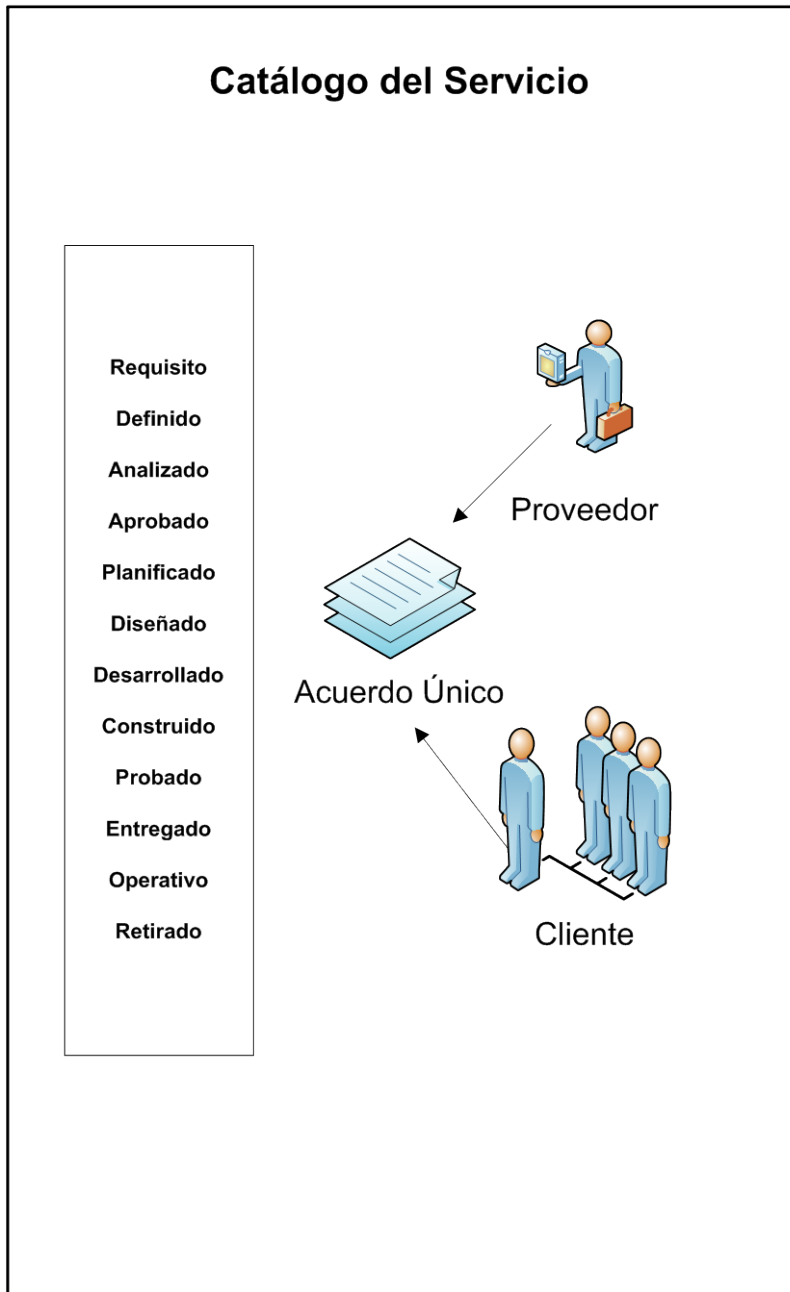 Catálogo del Servicio
Requisito
Definido
Analizado
Aprobado
Planificado
Diseñado
Desarrollado
Construido
Probado
Entregado
Operativo
Retirado
Proveedor
Acuerdo Único
Cliente